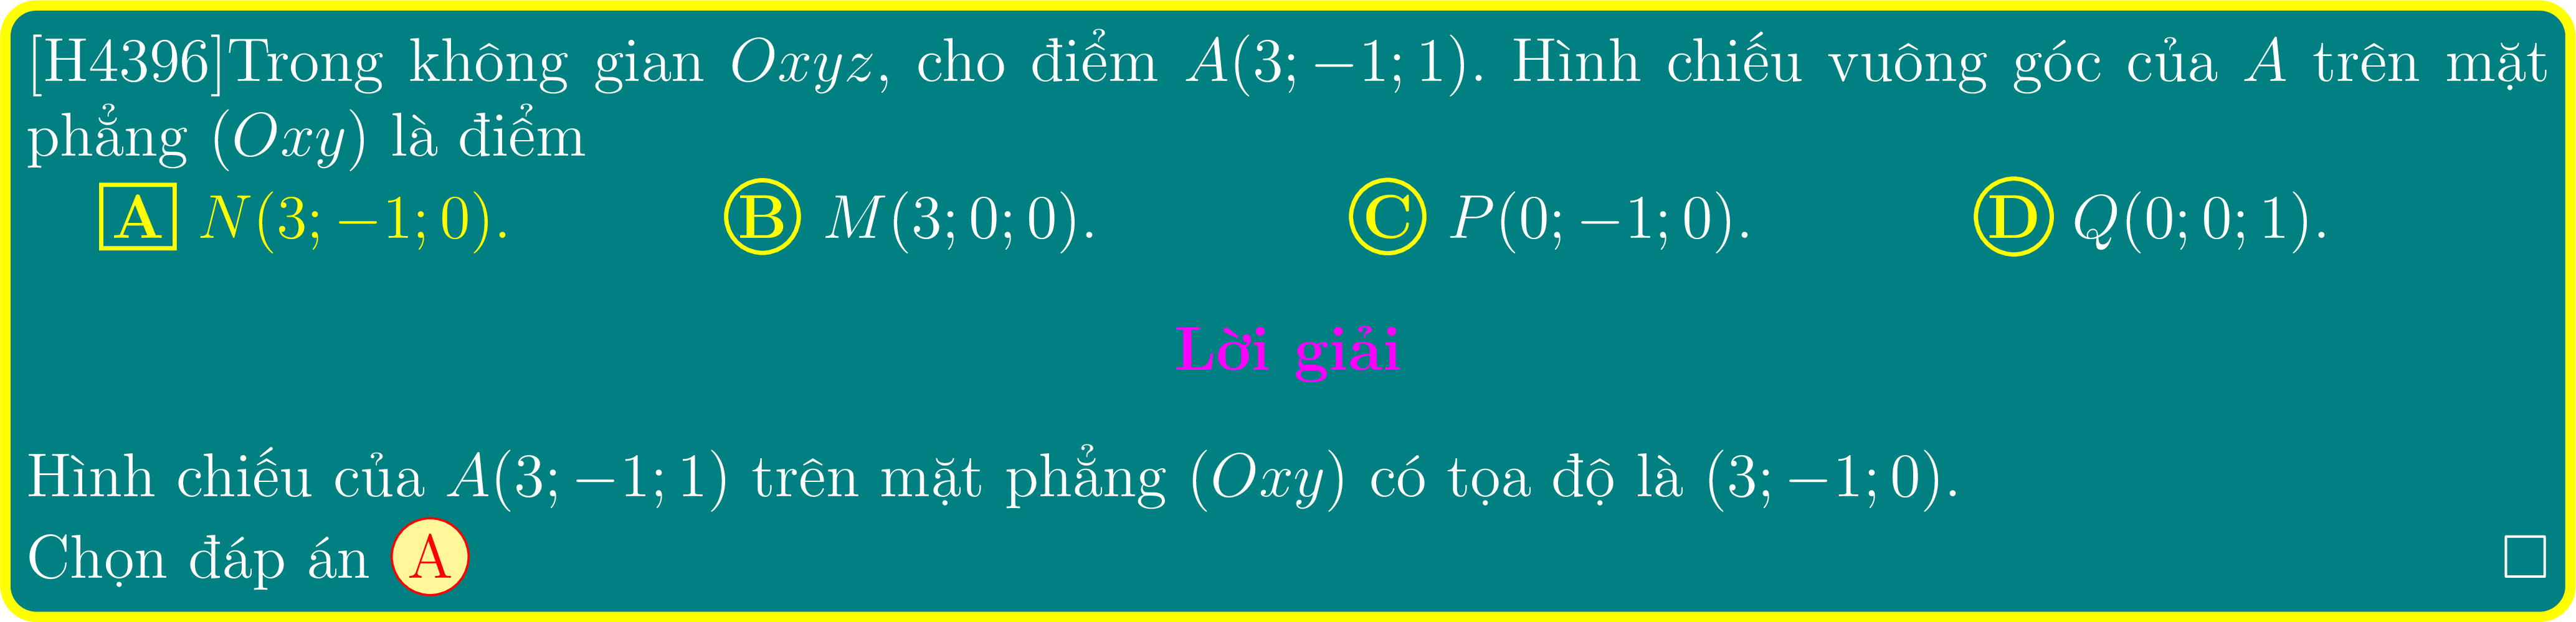 [H4396]Trong không gian Oxyz, cho điểm A(3; −1; 1). Hình chiếu vuông góc của A trên mặt
phẳng (Oxy) là điểm
A N(3; −1; 0). B M(3; 0; 0). C P(0; −1; 0). D Q(0; 0; 1).
Lời giải
Hình chiếu của A(3; −1; 1) trên mặt phẳng (Oxy) có tọa độ là (3; −1; 0).
Chọn đáp án A □